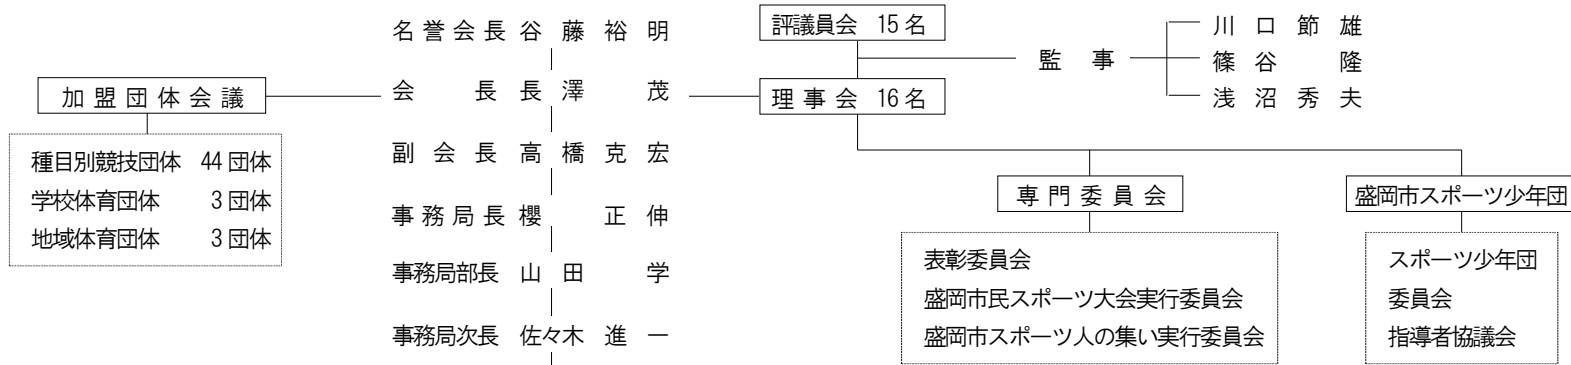 名誉会長 谷藤裕明
会長 長澤茂
副会長 高橋克宏
事務局長 櫻正伸
事務局部長 山田学
事務局次長 佐々木進一
加盟団体会議
種目別競技団体 44団体
学校体育団体 3団体
地域体育団体 3団体
評議員会 15名
理事会 16名
監事
川口節雄
篠谷隆
浅沼秀夫
専門委員会
表彰委員会
盛岡市民スポーツ大会実行委員会
盛岡市スポーツ人の集い実行委員会
盛岡市スポーツ少年団
スポーツ少年団
委員会
指導者協議会